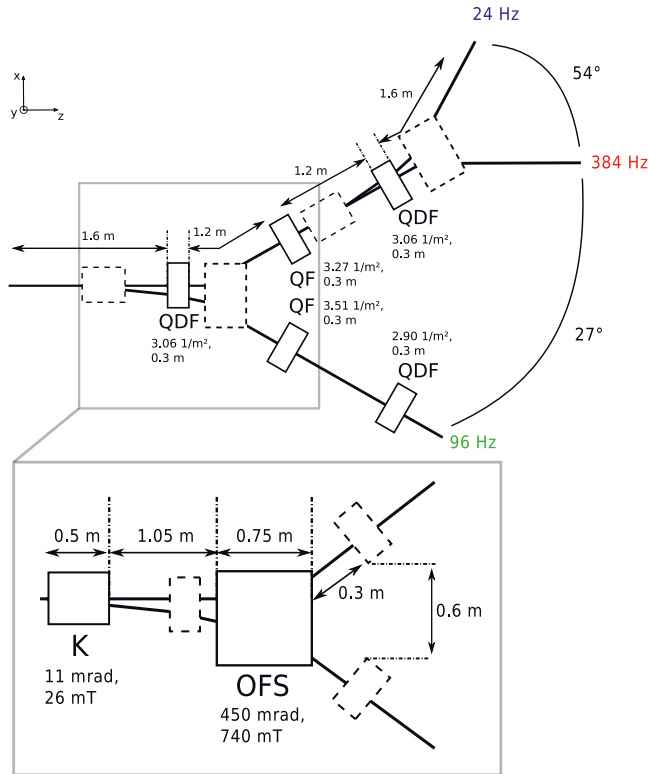 24 Hz
54°
1.6 m
x
y
z
384 Hz
1.2 m
QDF
3.06 1/m²,
0.3 m
1.6 m
1.2 m
QF
3.27 1/m²,
0.3 m
QF
3.51 1/m²,
0.3 m
QDF
3.06 1/m²,
0.3 m
2.90 1/m²,
0.3 m
QDF
27°
96 Hz
0.5 m
1.05 m
0.75 m
0.3 m
0.6 m
K
11 mrad,
26 mT
OFS
450 mrad,
740 mT